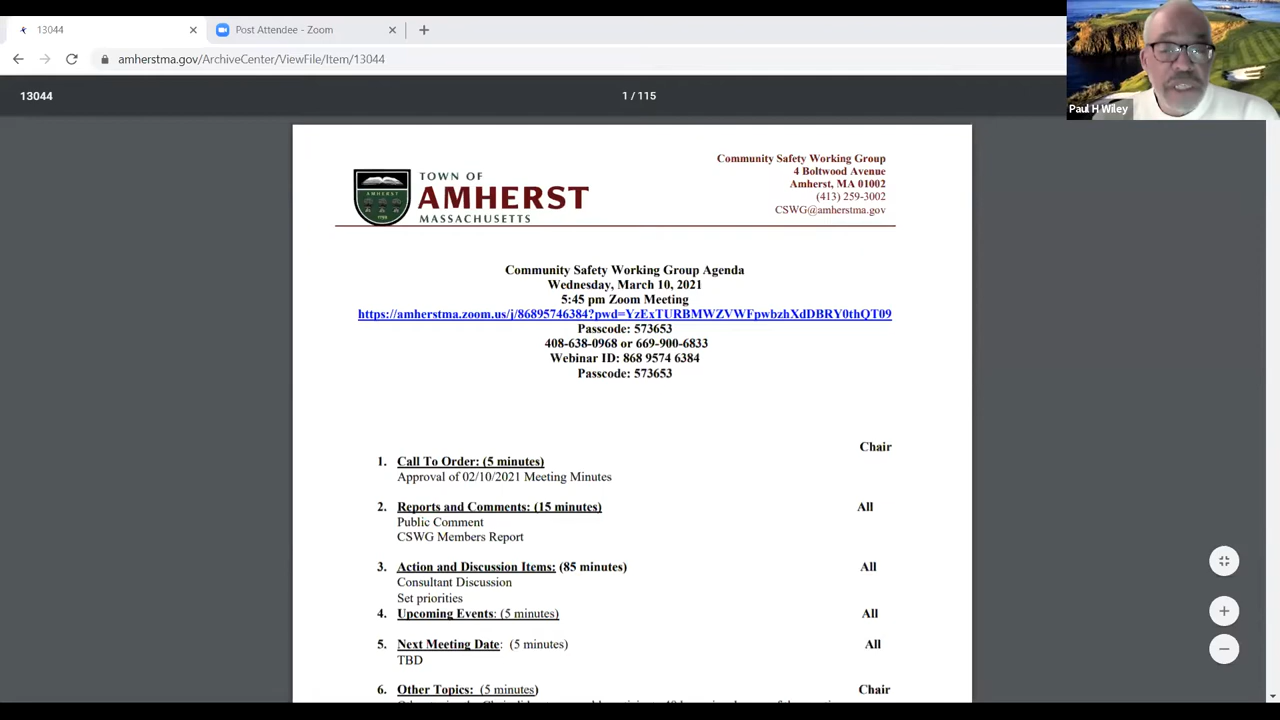 13044
Post Attendee - Zoom
amherstma.gov/ArchiveCenter/ViewFile/Item/13044
13044
1 / 115
Paul H Wiley
Community Safety Working Group
4 Boltwood Avenue
Amherst, MA 01002
(413) 259-3002
CSWG@amherstma.gov
TOWN OF
AMHERST
MASSACHUSETTS
AMHERST
Community Safety Working Group Agenda
Wednesday, March 10, 2021
5:45 pm Zoom Meeting
https://amherstma.zoom.us/j/86895746384?pwd=YzExTURBMWZVWFpwbzhXdDBRY0thQT09
Passcode: 573653
408-638-0968 or 669-900-6833
Webinar ID: 868 9574 6384
Passcode: 573653
Chair
1. Call To Order: (5 minutes)
Approval of 02/10/2021 Meeting Minutes
2. Reports and Comments: (15 minutes) All
Public Comment
CSWG Members Report
3. Action and Discussion Items: (85 minutes) All
Consultant Discussion
Set priorities
4. Upcoming Events: (5 minutes) All
5. Next Meeting Date: (5 minutes) All
TBD
6. Other Topics: (5 minutes) Chair